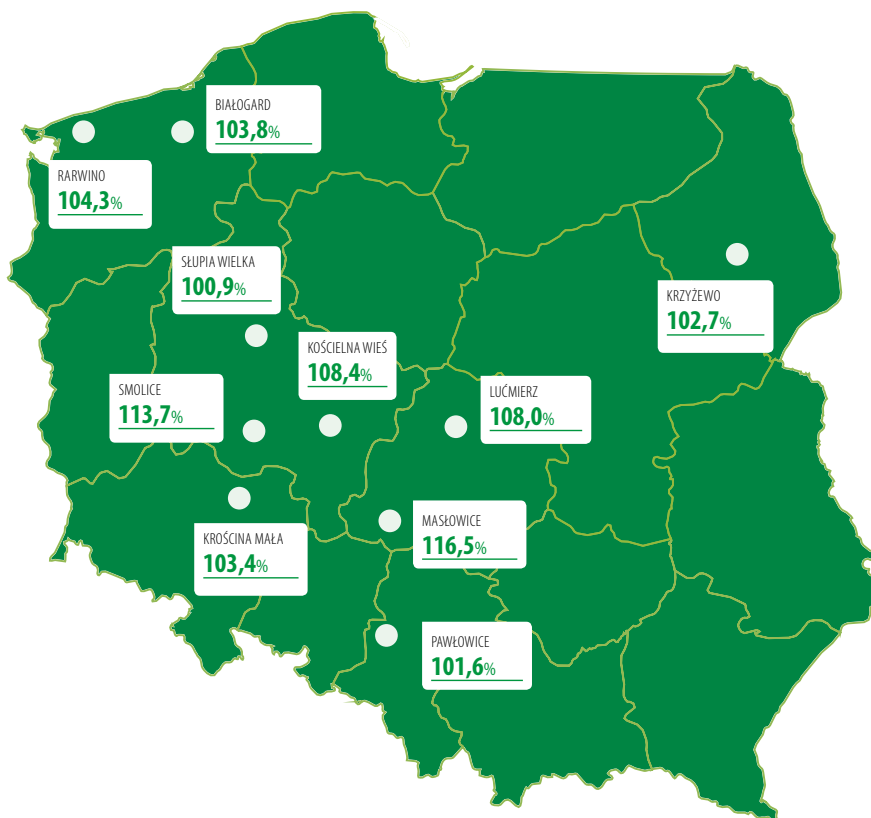 BIAŁOGARD
103,8%
RARWINO
104,3%
SŁUPIA WIELKA
100,9%
KRZYŻEWO
102,7%
KOŚCIELNA WIEŚ
108,4%
SMOLICE
113,7%
LUĆMIERZ
108,0%
MASŁOWICE
116,5%
KROŚCINA MAŁA
103,4%
PAWŁOWICE
101,6%